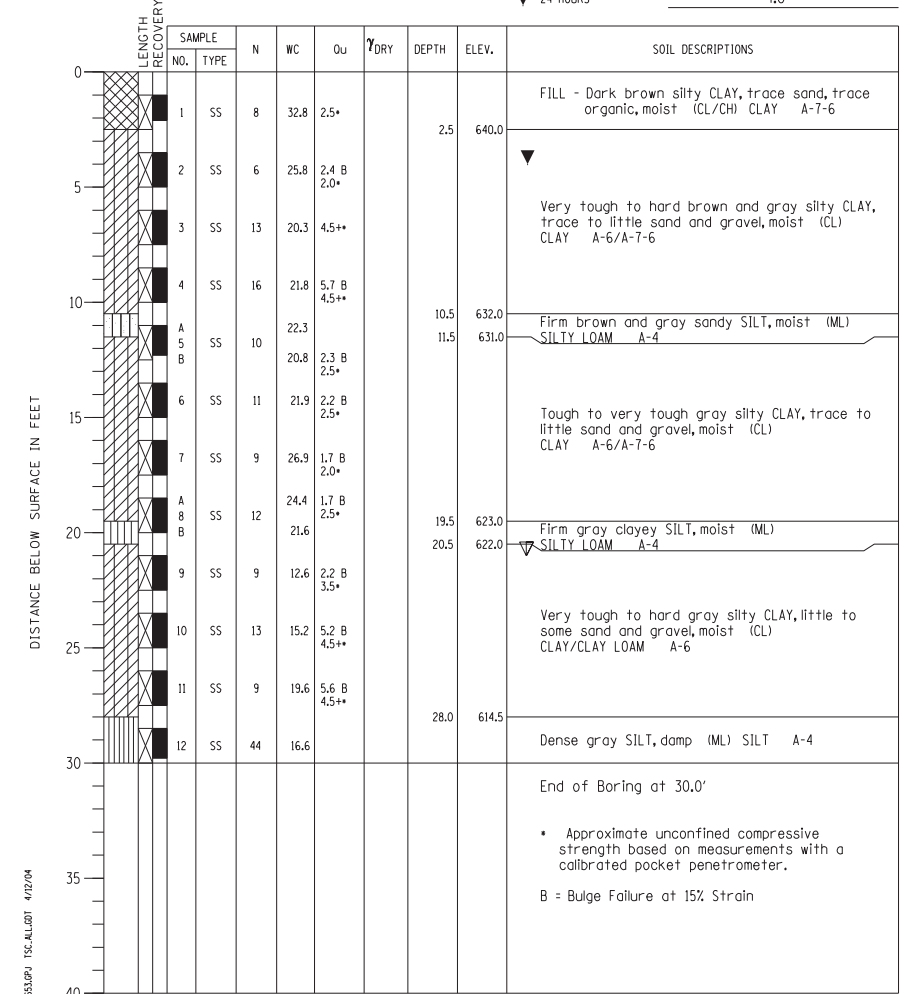 ▼ 24 HOURS
LENGTH
RECOVERY
SAMPLE
NO. TYPE N WC Qu γDRY DEPTH ELEV. SOIL DESCRIPTIONS
0
FILL - Dark brown silty CLAY, trace sand, trace
organic, moist (CL/CH) CLAY A-7-6
1 SS 8 32.8 2.5*
2.5 640.0
2 SS 6 25.8 2.4 B
2.0*
5
Very tough to hard brown and gray silty CLAY,
trace to little sand and gravel, moist (CL)
CLAY A-6/A-7-6
3 SS 13 20.3 4.5+*
4 SS 16 21.8 5.7 B
4.5+*
10
10.5 632.0
Firm brown and gray sandy SILT, moist (ML)
11.5 631.0 SILTY LOAM A-4
A 22.3
5 SS 10
B 20.8 2.3 B
2.5*
6 SS 11 21.9 2.2 B
2.5*
15
Tough to very tough gray silty CLAY, trace to
little sand and gravel, moist (CL)
CLAY A-6/A-7-6
7 SS 9 26.9 1.7 B
2.0*
A 24.4 1.7 B
8 SS 12 2.5*
B 21.6
19.5 623.0
Firm gray clayey SILT, moist (ML)
20
20.5 622.0 SILTY LOAM A-4
9 SS 9 12.6 2.2 B
3.5*
Very tough to hard gray silty CLAY, little to
some sand and gravel, moist (CL)
CLAY/CLAY LOAM A-6
10 SS 13 15.2 5.2 B
4.5+*
25
11 SS 9 19.6 5.6 B
4.5+*
28.0 614.5
12 SS 44 16.6
Dense gray SILT, damp (ML) SILT A-4
30
End of Boring at 30.0'
* Approximate unconfined compressive
strength based on measurements with a
calibrated pocket penetrometer.
35
B = Bulge Failure at 15% Strain
40
DISTANCE BELOW SURFACE IN FEET
TSC_ALL.GDT 4/12/04